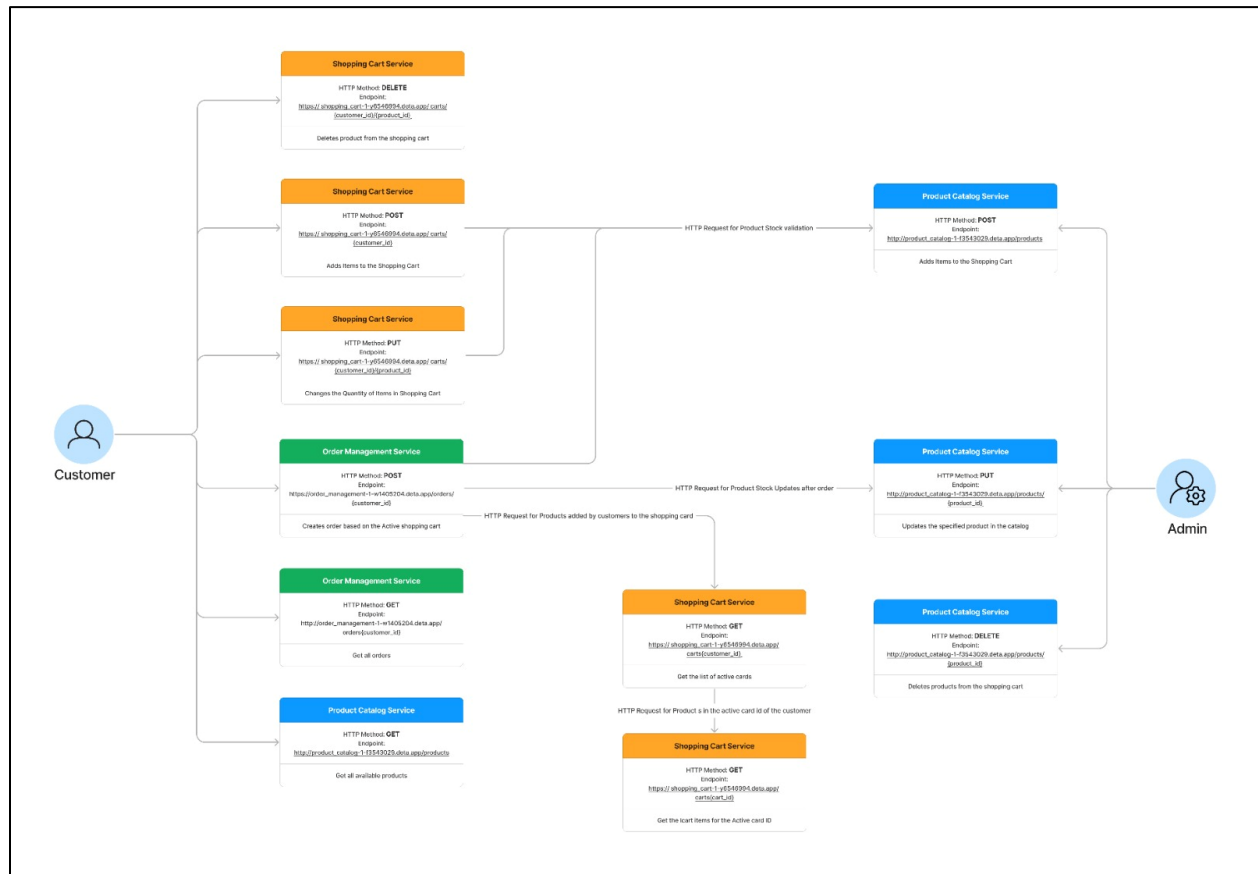 Shopping Cart Service
HTTP Method: DELETE
Endpoint:
https:// shopping_cart-1-y6546994.deta.app/ carts/
{customer_id}/{product_id}
Deletes product from the shopping cart
Shopping Cart Service
HTTP Method: POST
Endpoint:
https:// shopping_cart-1-y6546994.deta.app/ carts/
{customer_id}
Adds Items to the Shopping Cart
Shopping Cart Service
HTTP Method: PUT
Endpoint:
https:// shopping_cart-1-y6546994.deta.app/ carts/
{customer_id}/{product_id}
Changes the Quantity of Items in Shopping Cart
Customer
Order Management Service
HTTP Method: POST
Endpoint:
https://order_management-1-w1405204.deta.app/orders/
{customer_id}
Creates order based on the Active shopping cart
Order Management Service
HTTP Method: GET
Endpoint:
http://order_management-1-w1405204.deta.app/
orders{customer_id}
Get all orders
Product Catalog Service
HTTP Method: GET
Endpoint:
http://product_catalog-1-f3543029.deta.app/products
Get all available products
HTTP Request for Product Stock validation
HTTP Request for Product Stock Updates after order
HTTP Request for Products added by customers to the shopping card
Shopping Cart Service
HTTP Method: GET
Endpoint:
https:// shopping_cart-1-y6546994.deta.app/
carts{customer_id}
Get the list of active cards
HTTP Request for Product s in the active card id of the customer
Shopping Cart Service
HTTP Method: GET
Endpoint:
https:// shopping_cart-1-y6546994.deta.app/
carts{cart_id}
Get the Icart Items for the Active card ID
Product Catalog Service
HTTP Method: POST
Endpoint:
http://product_catalog-1-f3543029.deta.app/products
Adds Items to the Shopping Cart
Product Catalog Service
HTTP Method: PUT
Endpoint:
http://product_catalog-1-f3543029.deta.app/products/
{product_id}
Updates the specified product in the catalog
Product Catalog Service
HTTP Method: DELETE
Endpoint:
http://product_catalog-1-f3543029.deta.app/products/
{product_id}
Deletes products from the shopping cart
Admin